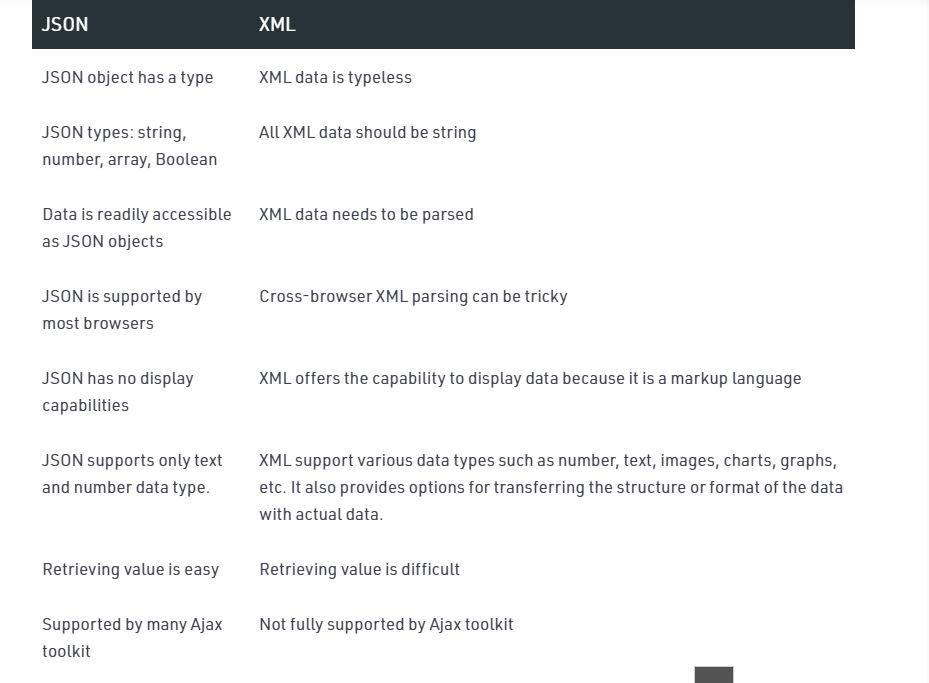 JSON XML
JSON object has a type XML data is typeless
JSON types: string, All XML data should be string
number, array, Boolean
Data is readily accessible XML data needs to be parsed
as JSON objects
JSON is supported by Cross-browser XML parsing can be tricky
most browsers
JSON has no display XML offers the capability to display data because it is a markup language
capabilities
JSON supports only text XML support various data types such as number, text, images, charts, graphs,
and number data type. etc. It also provides options for transferring the structure or format of the data
with actual data.
Retrieving value is easy Retrieving value is difficult
Supported by many Ajax Not fully supported by Ajax toolkit
toolkit